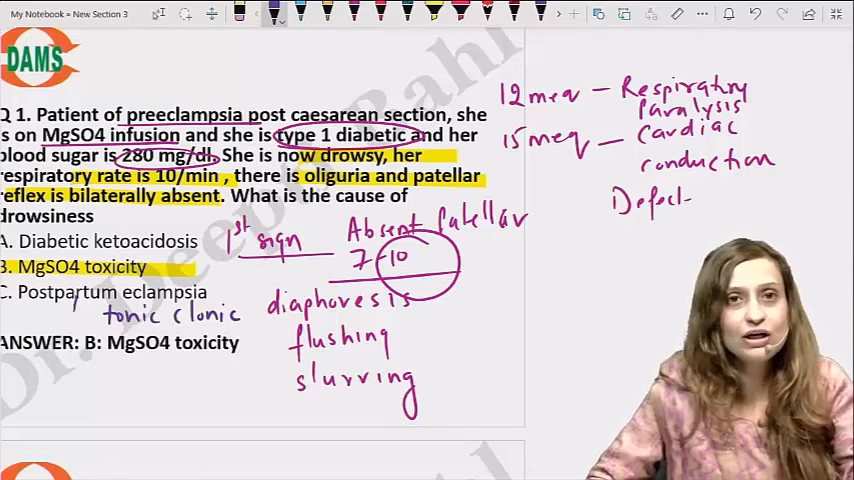 My Notebook » New Section 3
DAMS
Q 1. Patient of preeclampsia post caesarean section, she
is on MgSO4 infusion and she is type 1 diabetic and her
blood sugar is 280 mg/dl. She is now drowsy, her
respiratory rate is 10/min , there is oliguria and patellar
reflex is bilaterally absent. What is the cause of
drowsiness
A. Diabetic ketoacidosis
B. MgSO4 toxicity
C. Postpartum eclampsia
tonic clonic
ANSWER: B: MgSO4 toxicity
1st sign
Absent Patellar
7-10
diaphoresis
flushing
slurring
12 meq - Respiratory
paralysis
15 meq - Cardiac
conduction
Defect